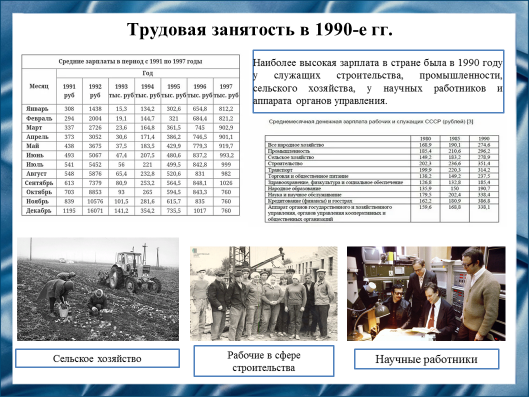 Трудовая занятость в 1990-е гг.
Средние зарплаты в период с 1991 по 1997 годы
Месяц Год
1991 руб 1992 руб 1993 тыс. руб 1994 тыс. руб 1995 тыс. руб 1996 тыс. руб 1997 тыс. руб
Январь 308 1438 15,3 134,2 302,6 654,8 812,2
Февраль 294 2004 19,1 144,7 321 684,4 821,2
Март 337 2726 23,6 164,8 361,5 745 902,9
Апрель 373 3052 30,6 171,4 386,2 746,5 901,1
Май 438 3675 37,5 183,5 429,9 779,3 919,7
Июнь 493 5067 47,4 207,5 480,6 837,2 993,2
Июль 541 5452 56 221 499,5 842,8 999
Август 548 5876 65,4 232,8 520,6 831 982
Сентябрь 613 7379 80,9 253,2 564,5 848,1 1026
Октябрь 703 8853 93 265 594,5 843,3 760
Ноябрь 839 10576 101,5 281,6 615,7 835 760
Декабрь 1195 16071 141,2 354,2 735,5 1017 760
Наиболее высокая зарплата в стране была в 1990 году
у служащих строительства, промышленности,
сельского хозяйства, у научных работников и
аппарата органов управления.
Среднемесячная денежная зарплата рабочих и служащих СССР (рублей) [3]
1980 1985 1990
Все народное хозяйство 168,9 190,1 274,6
Промышленность 185,4 210,6 296,2
Сельское хозяйство 149,2 183,2 278,9
Строительство 202,3 236,6 351,4
Транспорт 199,9 220,3 314,2
Торговля и общественное питание 138,2 149,2 237,5
Здравоохранение, физкультура и социальное обеспечение 126,8 132,8 185,4
Народное образование 135,9 150 190,7
Наука и научное обслуживание 179,5 202,4 338,4
Кредитование (финансы) и госстрах 162,2 180,9 386,8
Аппарат органов государственного и хозяйственного
управления, органов управления кооперативных и
общественных организаций 159,6 168,8 338,1
Сельское хозяйство
Рабочие в сфере
строительства
Научные работники